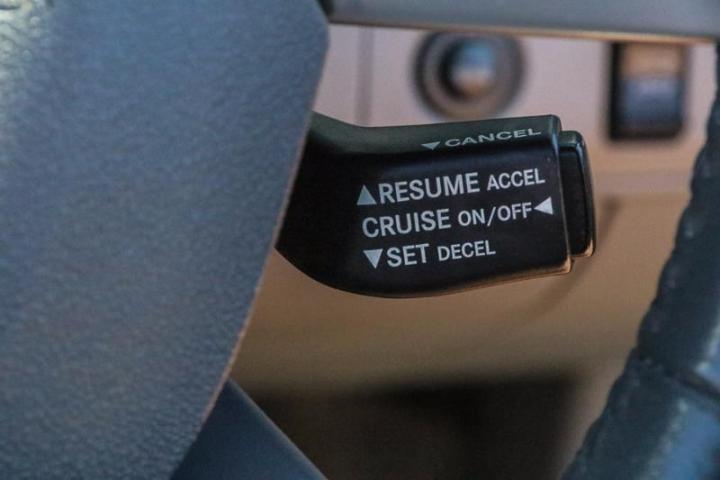 ▼CANCEL
▲RESUME ACCEL
CRUISE ON/OFF◀
▼SET DECEL